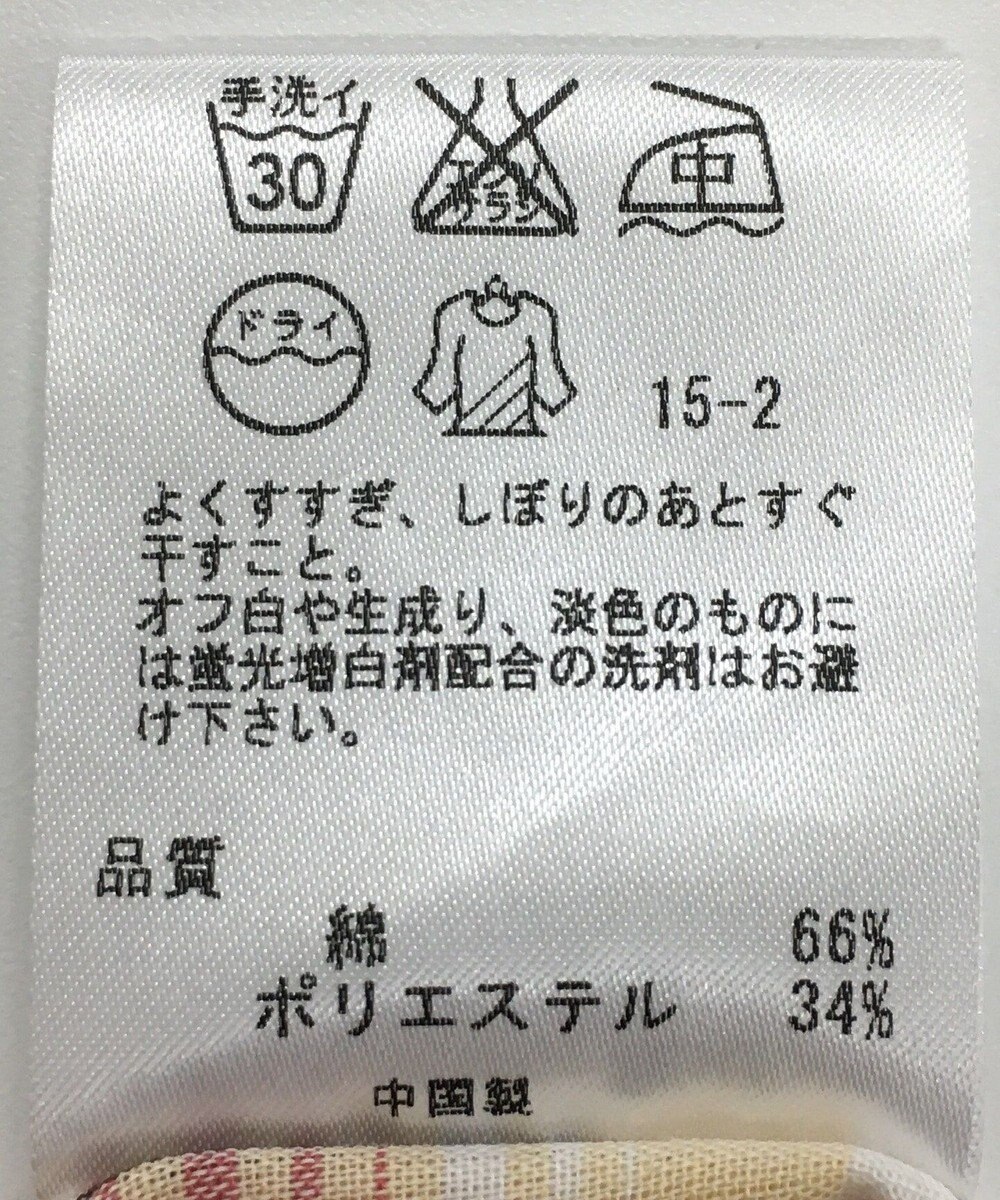 手洗イ
30
エンソ
サラシ
中
ドライ
15-2
よくすすぎ、しぼりのあとすぐ
干すこと。
オフ白や生成り、淡色のものに
は蛍光増白剤配合の洗剤はお避
け下さい。
品質
綿 66%
ポリエステル 34%
中国製